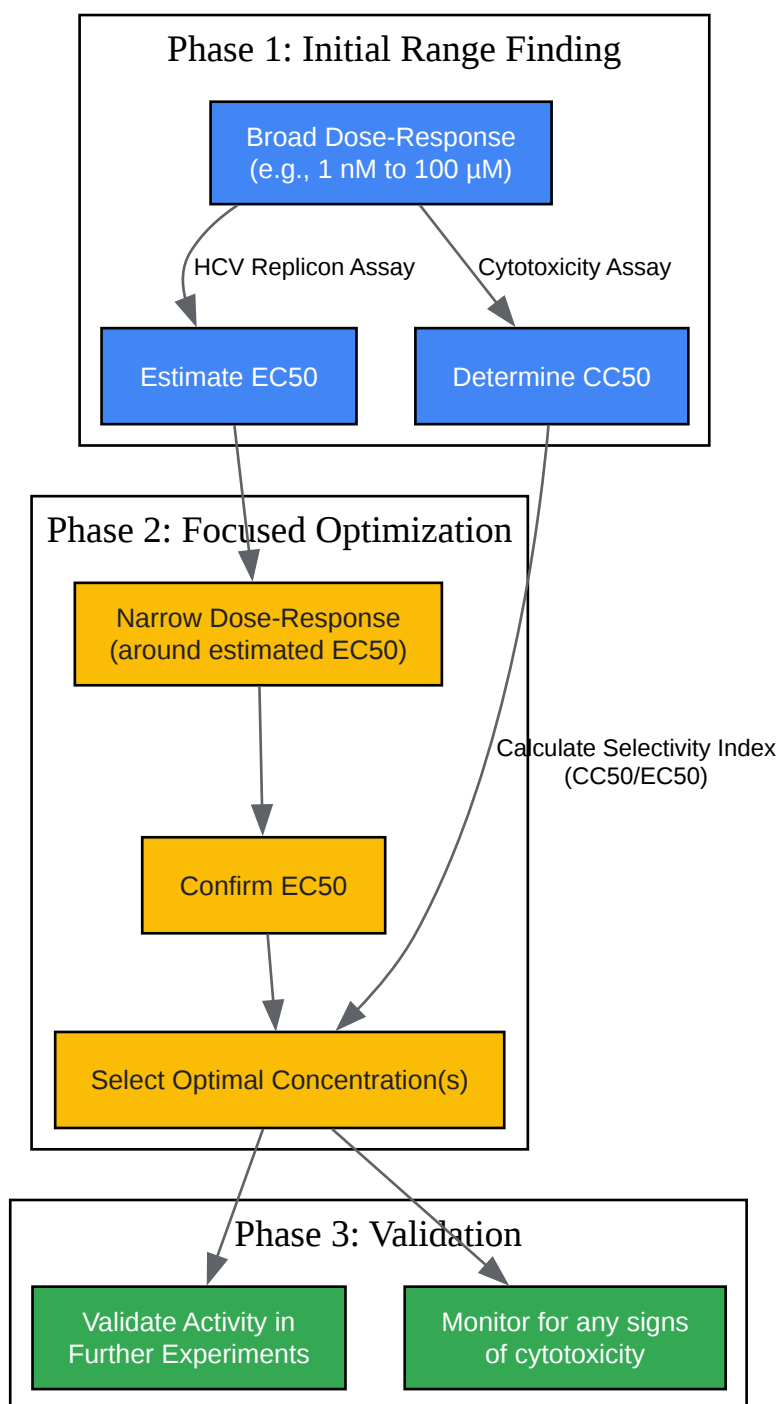 Phase 1: Initial Range Finding
Broad Dose-Response
(e.g., 1 nM to 100 µM)
HCV Replicon Assay
Cytotoxicity Assay
Estimate EC50
Determine CC50
Phase 2: Focused Optimization
Narrow Dose-Response
(around estimated EC50)
Calculate Selectivity Index
(CC50/EC50)
Confirm EC50
Select Optimal Concentration(s)
Phase 3: Validation
Validate Activity in
Further Experiments
Monitor for any signs
of cytotoxicity